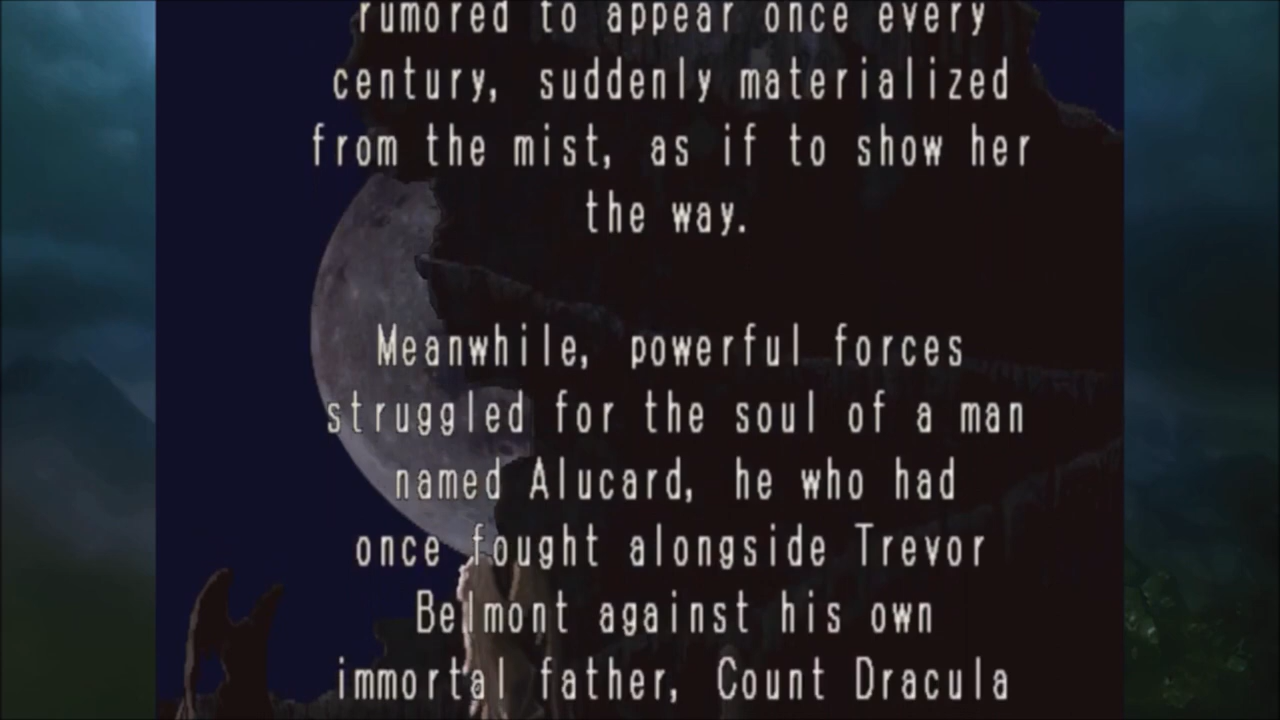 rumored to appear once every
century, suddenly materialized
from the mist, as if to show her
the way.
Meanwhile, powerful forces
struggled for the soul of a man
named Alucard, he who had
once fought alongside Trevor
Belmont against his own
immortal father, Count Dracula